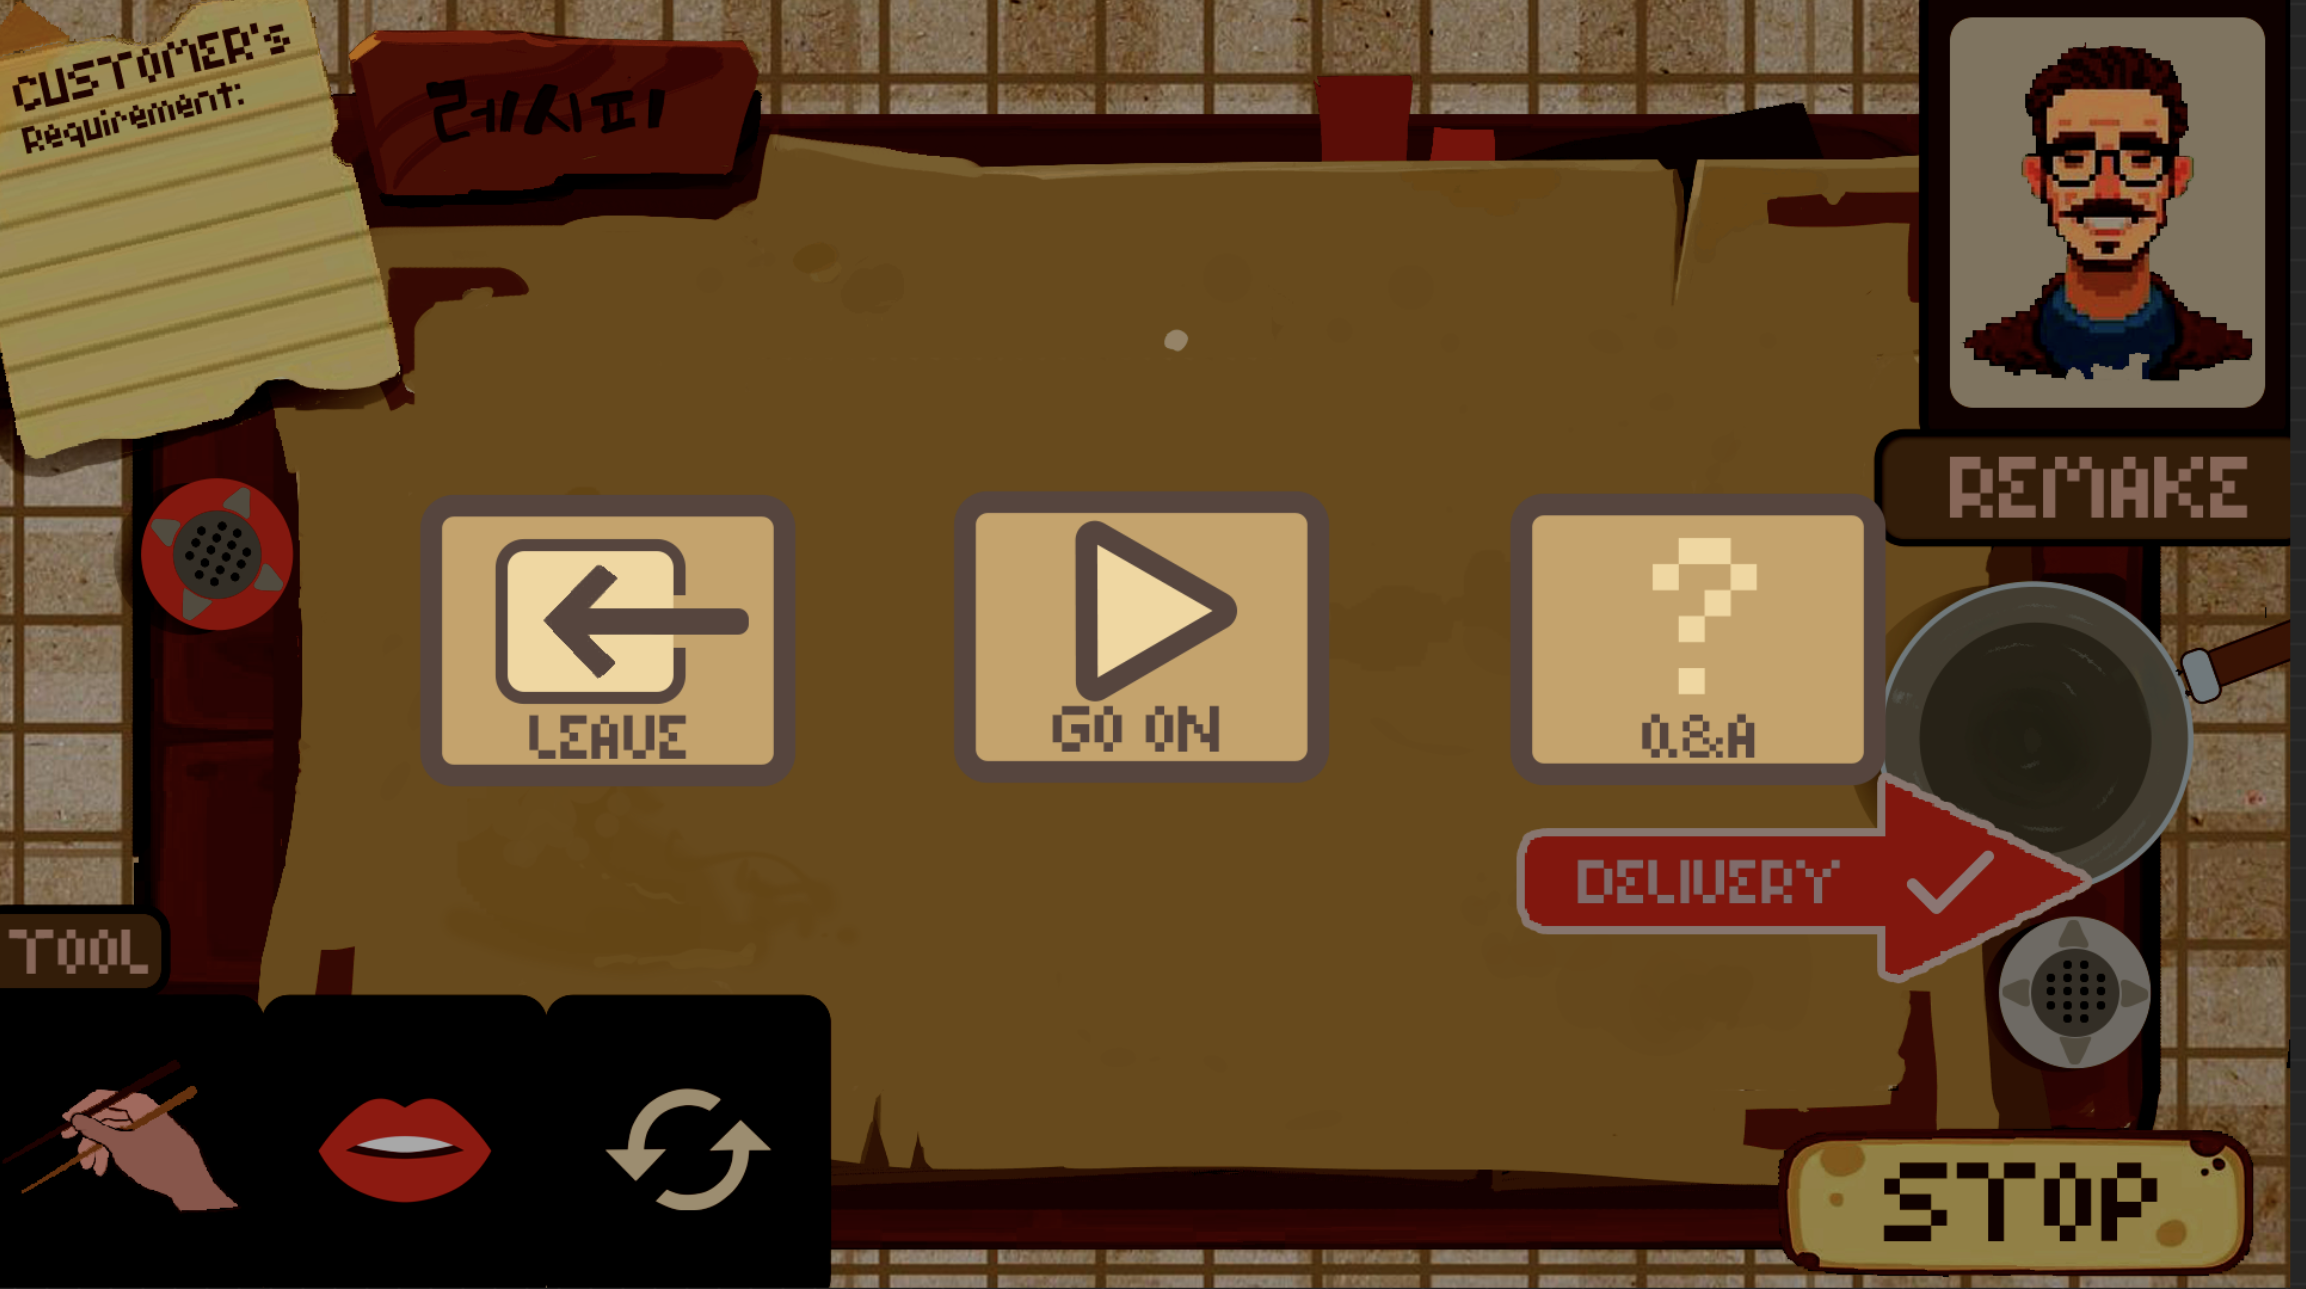 CUSTOMER's
Requirement:
레시피
REMAKE
LEAVE
GO ON
Q&A
DELIVERY
TOOL
STOP